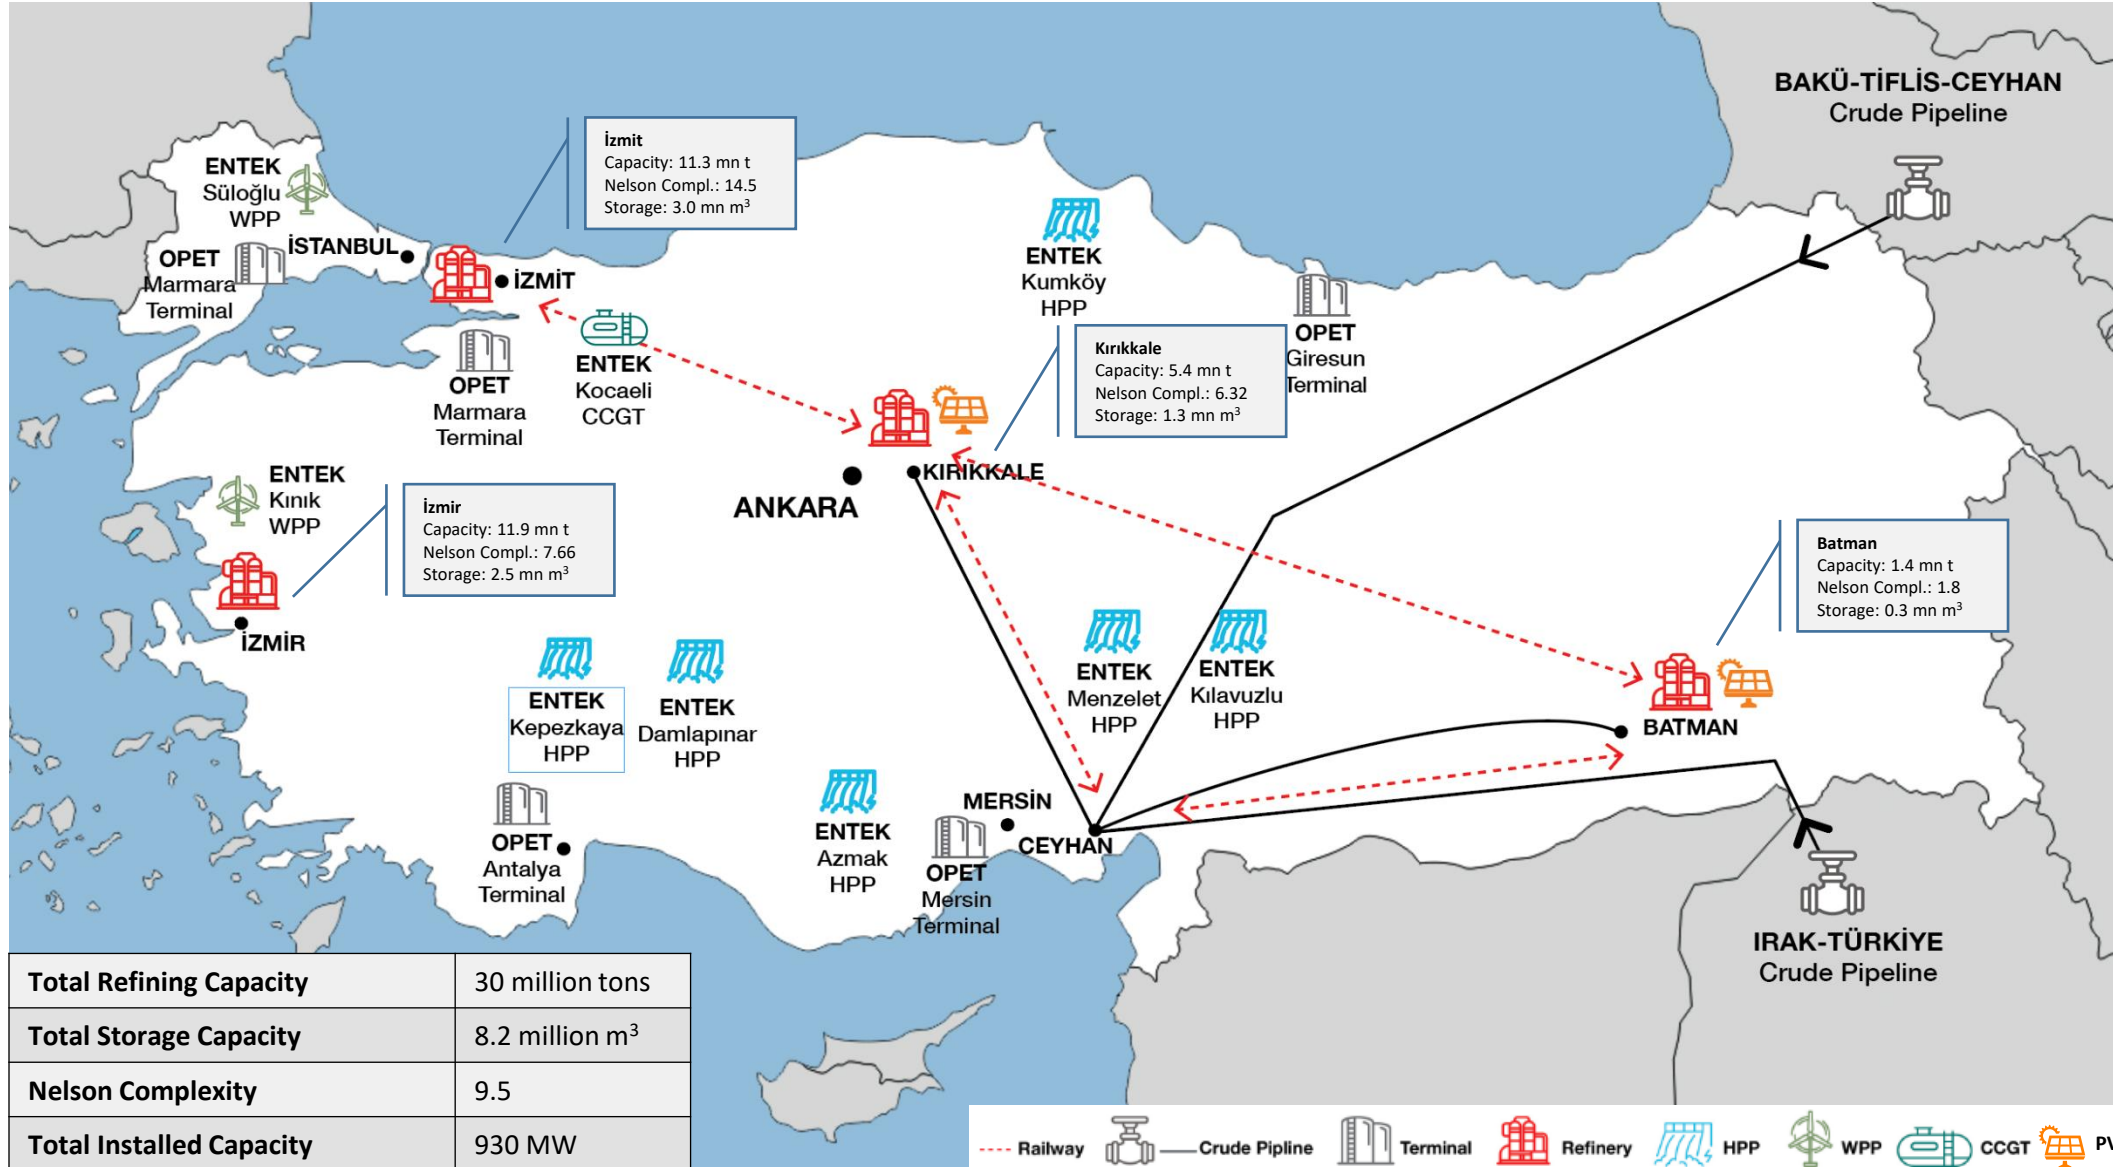 BAKÜ-TİFLİS-CEYHAN
Crude Pipeline
İzmit
Capacity: 11.3 mn t
Nelson Compl.: 14.5
Storage: 3.0 mn m³
ENTEK
Süloğlu
WPP
İSTANBUL
OPET
Marmara
Terminal
İZMİT
ENTEK
Kumköy
HPP
OPET
Giresun
Terminal
ENTEK
Kocaeli
CCGT
OPET
Marmara
Terminal
Kırıkkale
Capacity: 5.4 mn t
Nelson Compl.: 6.32
Storage: 1.3 mn m³
KIRIKKALE
ANKARA
ENTEK
Kınık
WPP
İzmir
Capacity: 11.9 mn t
Nelson Compl.: 7.66
Storage: 2.5 mn m³
İZMİR
Batman
Capacity: 1.4 mn t
Nelson Compl.: 1.8
Storage: 0.3 mn m³
BATMAN
ENTEK
Kepezkaya
HPP
ENTEK
Damlapınar
HPP
ENTEK
Menzelet
HPP
ENTEK
Kılavuzlu
HPP
MERSİN
CEYHAN
ENTEK
Azmak
HPP
OPET
Mersin
Terminal
OPET
Antalya
Terminal
IRAK-TÜRKİYE
Crude Pipeline
Total Refining Capacity 30 million tons
Total Storage Capacity 8.2 million m³
Nelson Complexity 9.5
Total Installed Capacity 930 MW
Railway Crude Pipline Terminal Refinery HPP WPP CCGT PV